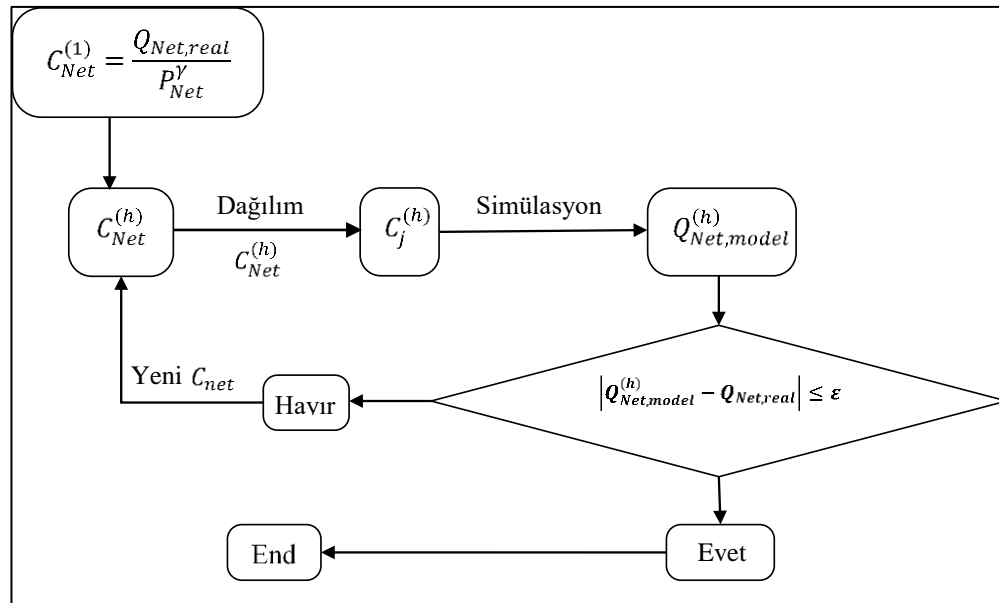 C_{Net}^{(1)} = \frac{Q_{Net,real}}{P_{Net}^{γ}}
C_{Net}^{(h)}
Dağılım
C_{Net}^{(h)}
C_j^{(h)}
Simülasyon
Q_{Net,model}^{(h)}
|Q_{Net,model}^{(h)} − Q_{Net,real}| ≤ ε
Yeni C_{net}
Hayır
Evet
End